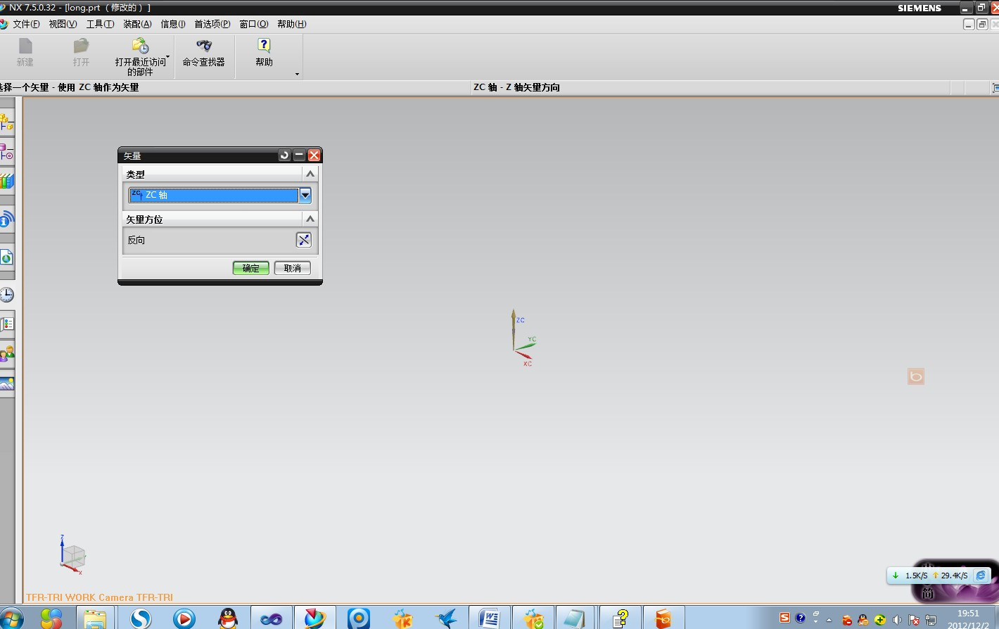 NX 7.5.0.32 - [long.prt （修改的）]
SIEMENS
文件(F) 视图(V) 工具(T) 装配(A) 信息(I) 首选项(P) 窗口(O) 帮助(H)
新建
打开
打开最近访问
的部件
命令查找器
帮助
选择一个矢量 - 使用 ZC 轴作为矢量
ZC 轴 - Z 轴矢量方向
矢量
类型
ZC ZC 轴
矢量方位
反向
确定 取消
ZC
YC
XC
b
Z
X
TFR-TRI WORK Camera TFR-TRI
1.5K/S 29.4K/S
简
19:51
2012/12/2